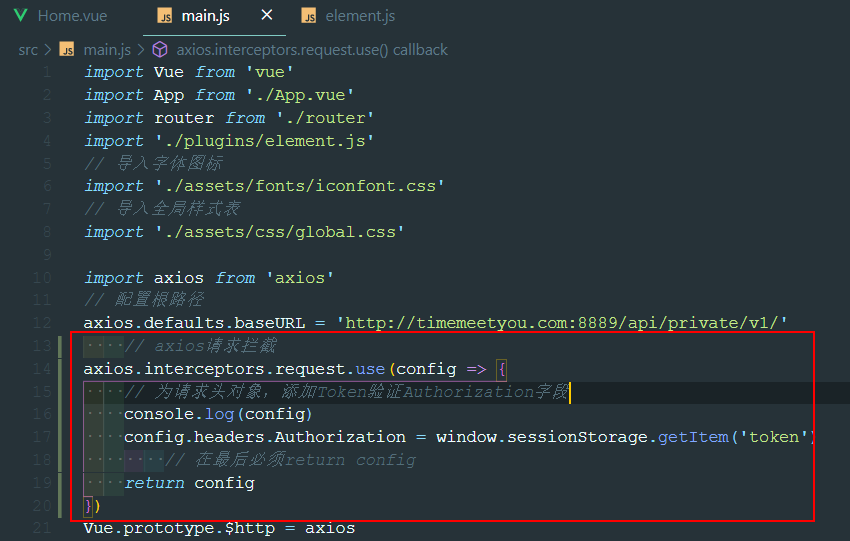 Home.vue main.js × element.js
src > main.js > axios.interceptors.request.use() callback
1 import Vue from 'vue'
2 import App from './App.vue'
3 import router from './router'
4 import './plugins/element.js'
5 // 导入字体图标
6 import './assets/fonts/iconfont.css'
7 // 导入全局样式表
8 import './assets/css/global.css'
9
10 import axios from 'axios'
11 // 配置根路径
12 axios.defaults.baseURL = 'http://timemeetyou.com:8889/api/private/v1/'
13 // axios请求拦截
14 axios.interceptors.request.use(config => {
15 // 为请求头对象，添加Token验证Authorization字段
16 console.log(config)
17 config.headers.Authorization = window.sessionStorage.getItem('token')
18 // 在最后必须return config
19 return config
20 })
21 Vue.prototype.$http = axios